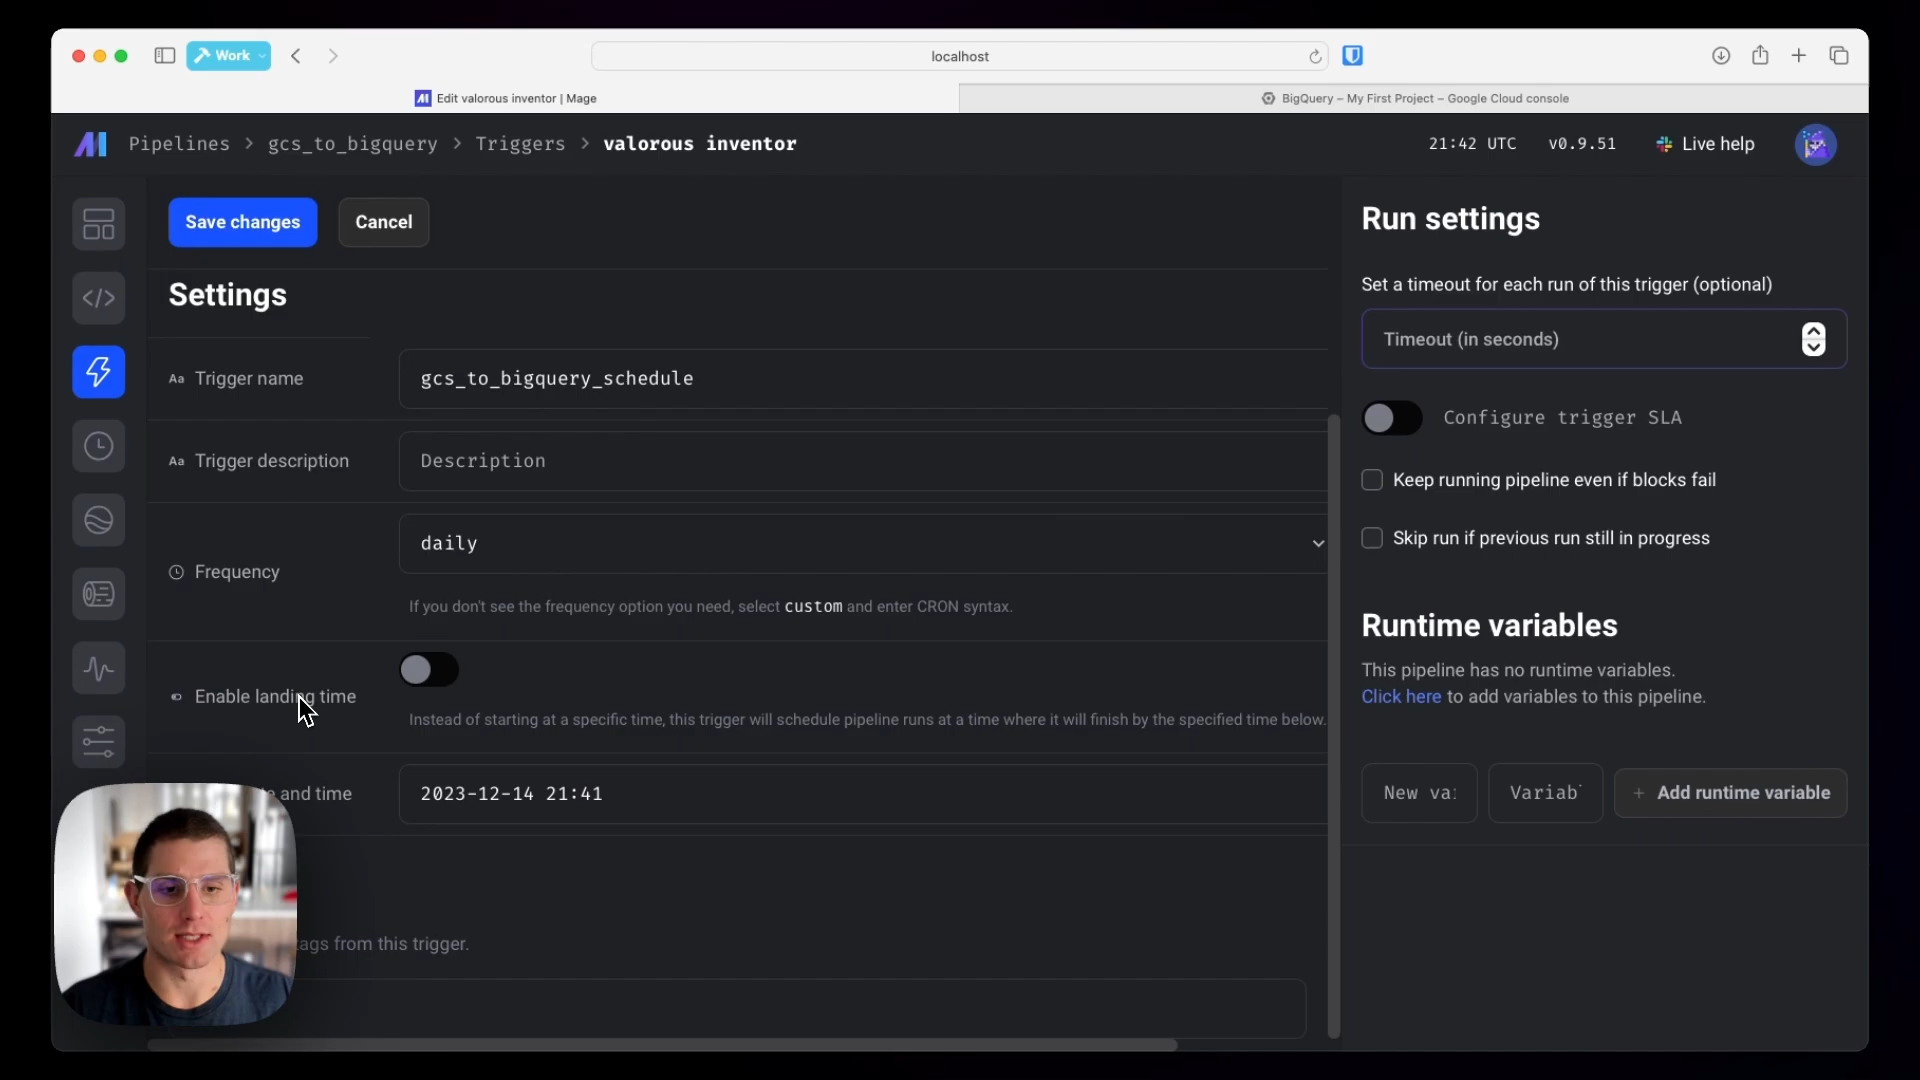 Work
localhost
Edit valorous inventor | Mage
BigQuery – My First Project – Google Cloud console
Pipelines > gcs_to_bigquery > Triggers > valorous inventor
21:42 UTC v0.9.51 Live help
Save changes Cancel
Settings
Aa Trigger name gcs_to_bigquery_schedule
Aa Trigger description Description
Frequency daily
If you don't see the frequency option you need, select custom and enter CRON syntax.
Enable landing time
Instead of starting at a specific time, this trigger will schedule pipeline runs at a time where it will finish by the specified time below.
and time 2023-12-14 21:41
tags from this trigger.
Run settings
Set a timeout for each run of this trigger (optional)
Timeout (in seconds)
Configure trigger SLA
Keep running pipeline even if blocks fail
Skip run if previous run still in progress
Runtime variables
This pipeline has no runtime variables.
Click here to add variables to this pipeline.
New va Variab + Add runtime variable